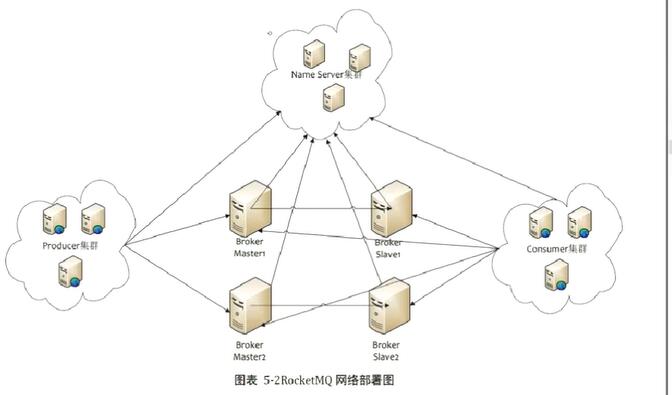 Name Server集群
Producer集群
Broker
Master1
Broker
Slave1
Consumer集群
Broker
Master2
Broker
Slave2
图表 5-2RocketMQ 网络部署图